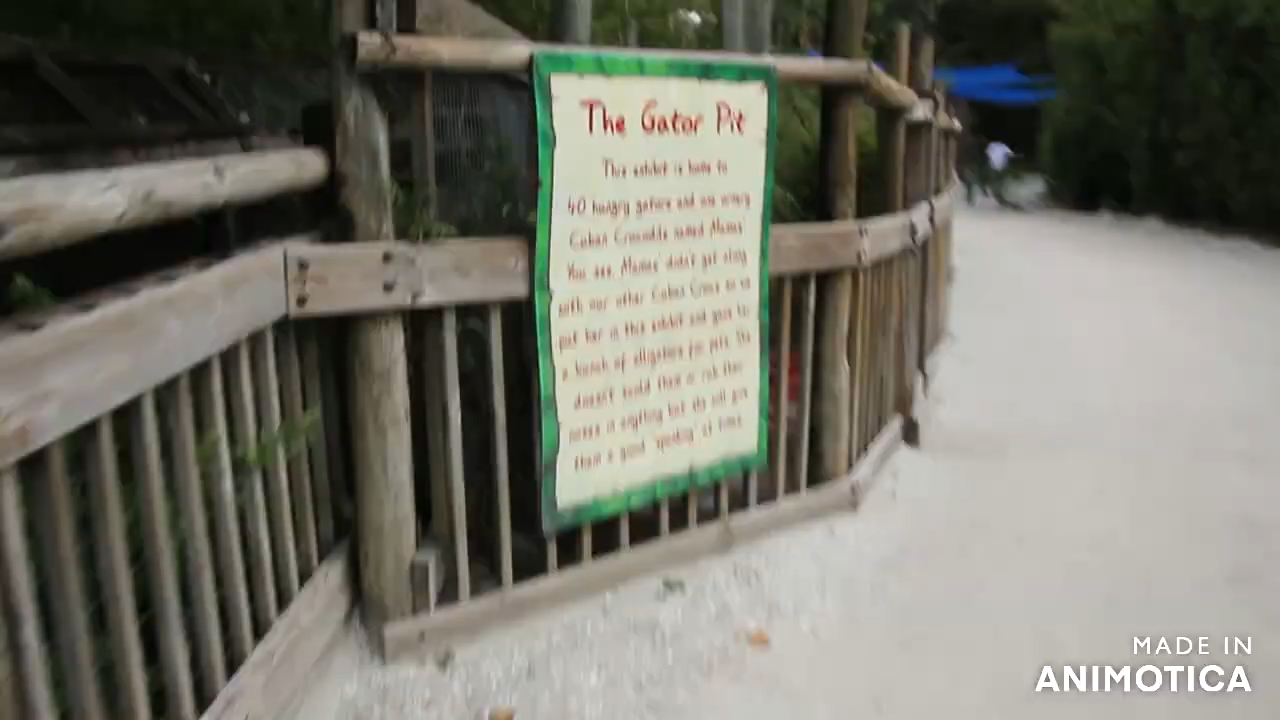 The Gator Pit
This exhibit is home to
40 hungry gators and one ornery
Cuban Crocodile named Alamas.
You see, Alamas didn't get along
with our other Cuban Crocs so we
put her in this exhibit and gave her
a bunch of alligators for pets. She
doesn't scold them or rub their
noses in anything but she will give
them a good "spanking" at times.
MADE IN
ANIMOTICA